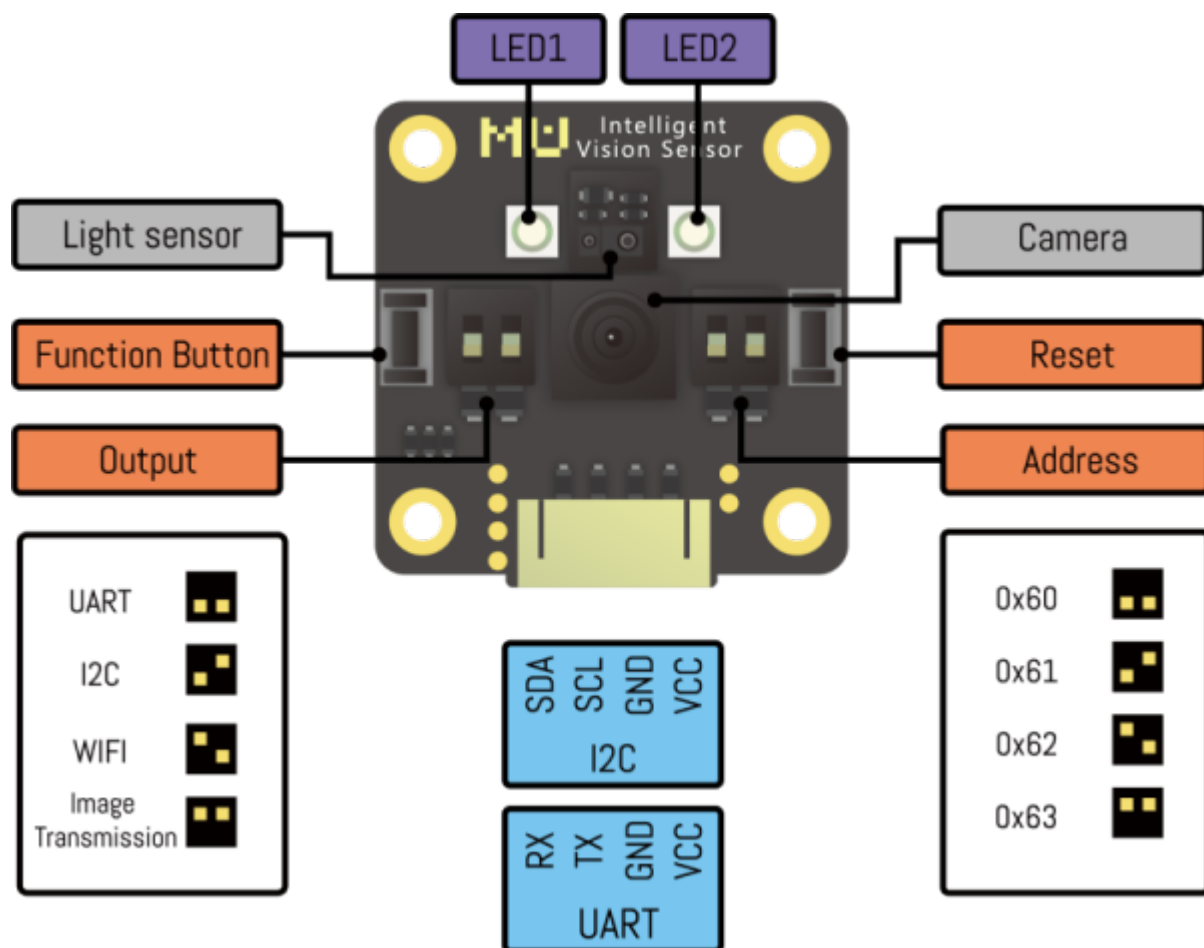 LED1
LED2
MU
Intelligent
Vision Sensor
Light sensor
Camera
Function Button
Reset
Output
Address
UART
I2C
WIFI
Image
Transmission
0x60
0x61
0x62
0x63
SDA
SCL
GND
VCC
I2C
RX
TX
GND
VCC
UART